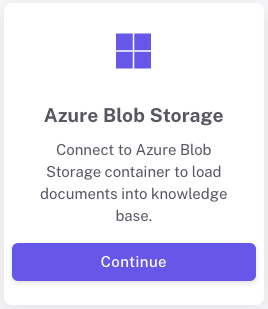 Azure Blob Storage
Connect to Azure Blob
Storage container to load
documents into knowledge
base.
Continue